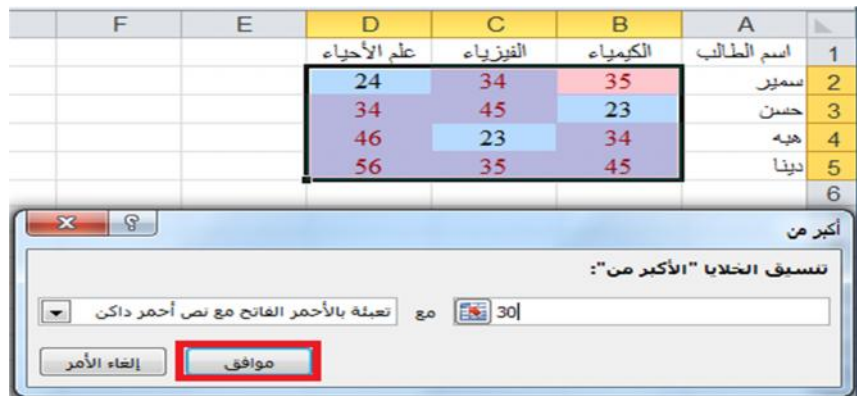 A B C D E F
1 اسم الطالب الكيمياء الفيزياء علم الأحياء
2 سمير 35 34 24
3 حسن 23 45 34
4 هبه 34 23 46
5 دينا 45 35 56
6
أكبر من
تنسيق الخلايا "الأكبر من":
30 مع تعبئة بالأحمر الفاتح مع نص أحمر داكن
موافق إلغاء الأمر